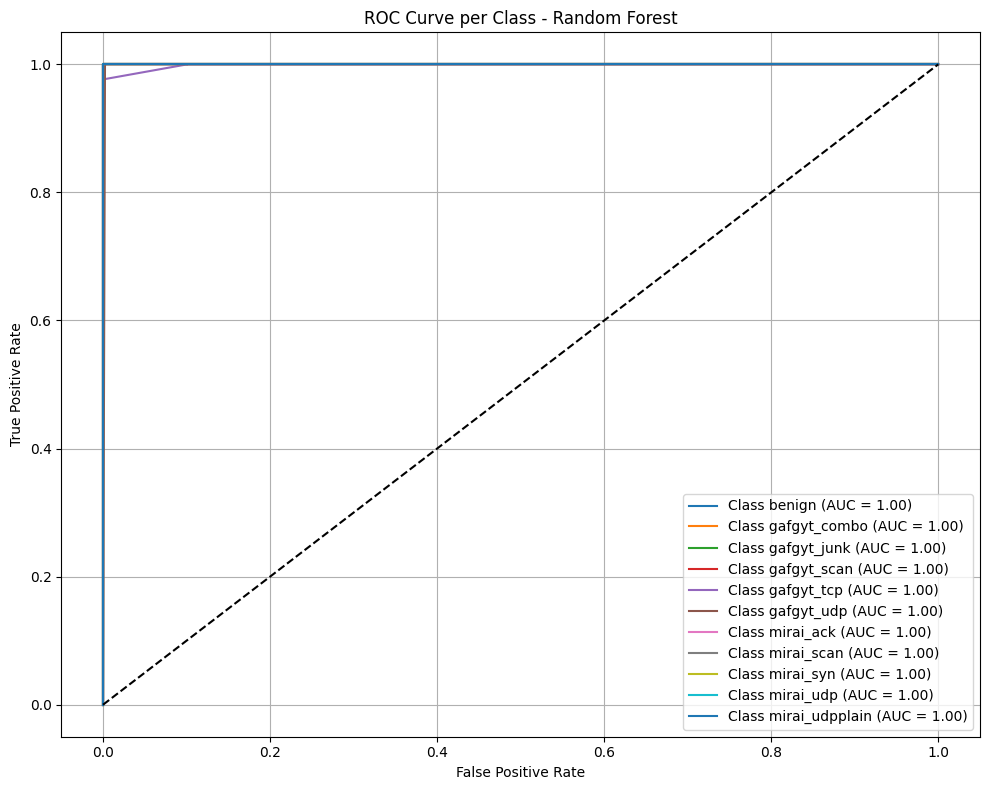 ROC Curve per Class - Random Forest
True Positive Rate
1.0
0.8
0.6
0.4
0.2
0.0
0.0 0.2 0.4 0.6 0.8 1.0
False Positive Rate
Class benign (AUC = 1.00)
Class gafgyt_combo (AUC = 1.00)
Class gafgyt_junk (AUC = 1.00)
Class gafgyt_scan (AUC = 1.00)
Class gafgyt_tcp (AUC = 1.00)
Class gafgyt_udp (AUC = 1.00)
Class mirai_ack (AUC = 1.00)
Class mirai_scan (AUC = 1.00)
Class mirai_syn (AUC = 1.00)
Class mirai_udp (AUC = 1.00)
Class mirai_udpplain (AUC = 1.00)